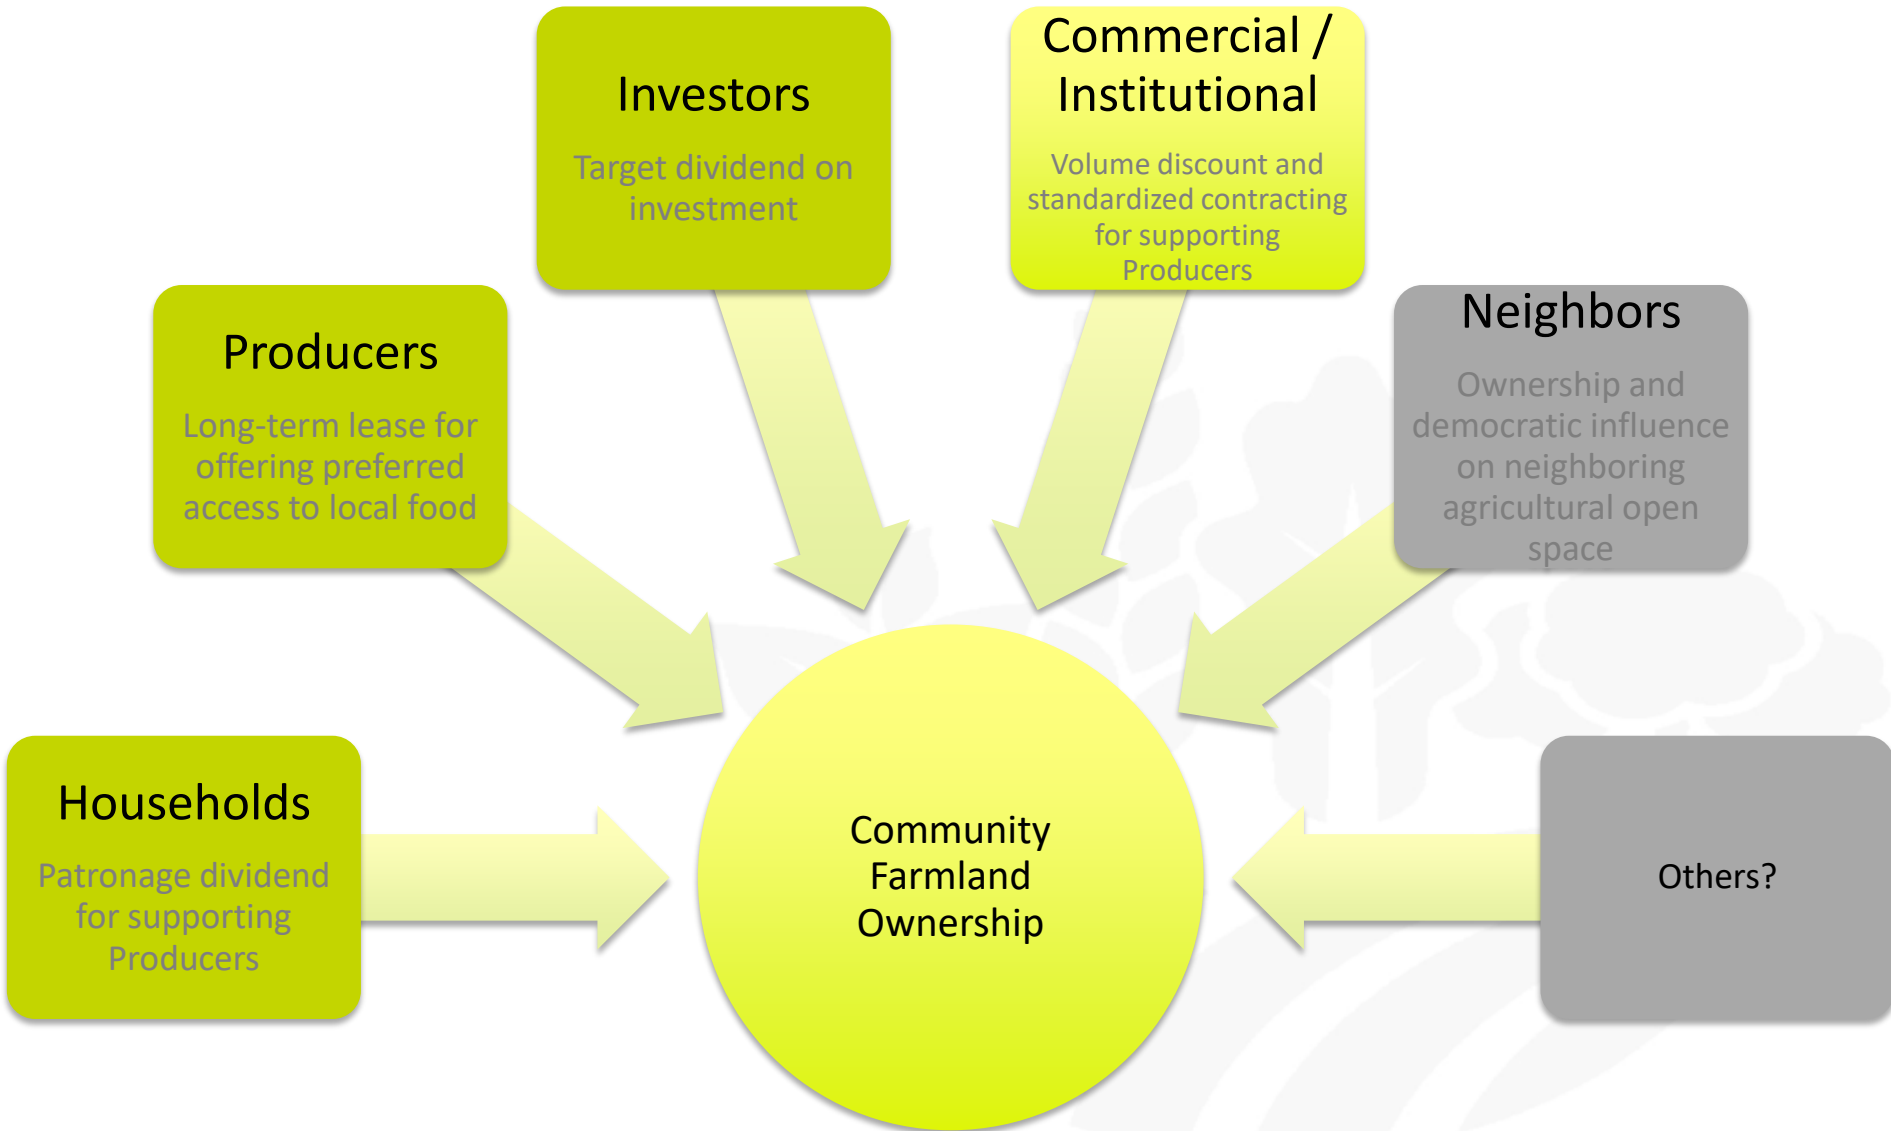 Households
Patronage dividend
for supporting
Producers
Producers
Long-term lease for
offering preferred
access to local food
Investors
Target dividend on
investment
Commercial /
Institutional
Volume discount and
standardized contracting
for supporting
Producers
Neighbors
Ownership and
democratic influence
on neighboring
agricultural open
space
Others?
Community
Farmland
Ownership